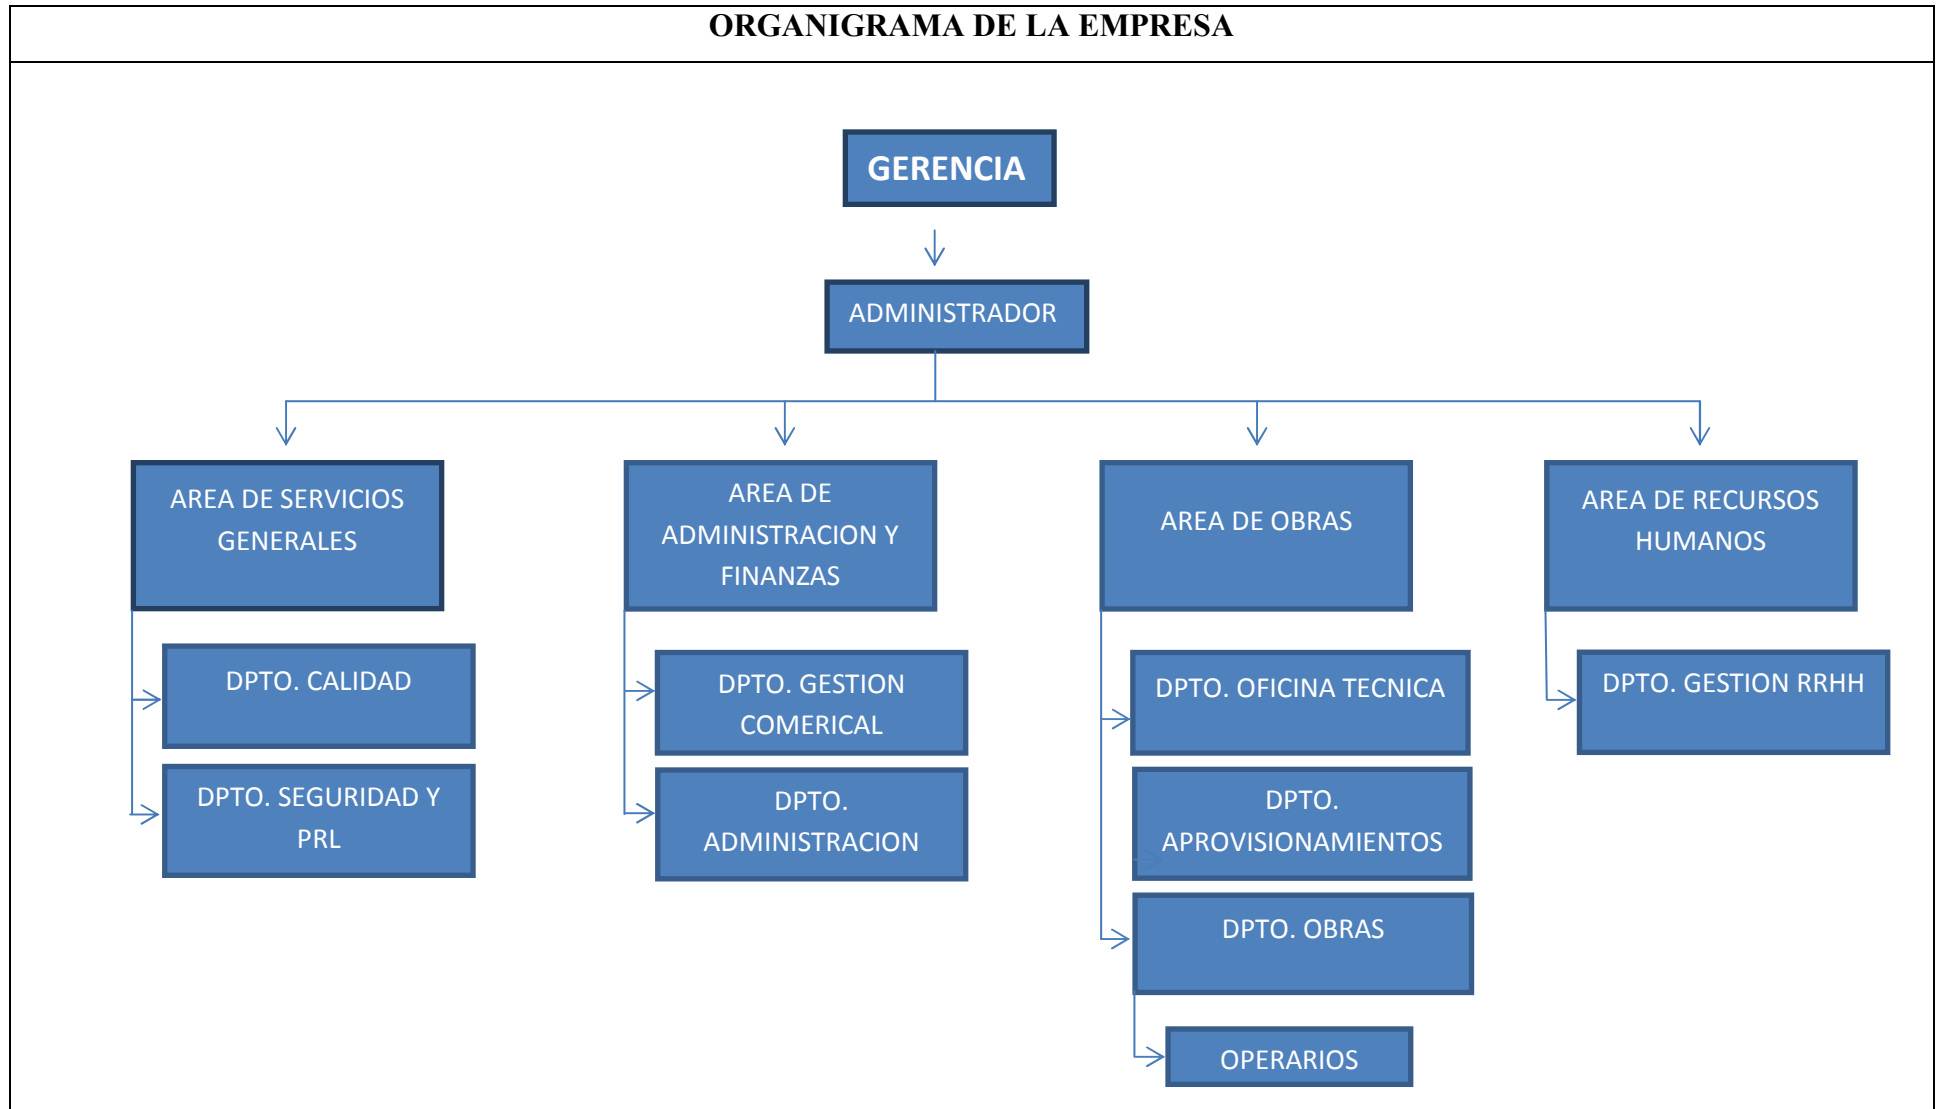 ORGANIGRAMA DE LA EMPRESA
GERENCIA
ADMINISTRADOR
AREA DE SERVICIOS
GENERALES
DPTO. CALIDAD
DPTO. SEGURIDAD Y
PRL
AREA DE
ADMINISTRACION Y
FINANZAS
DPTO. GESTION
COMERICAL
DPTO.
ADMINISTRACION
AREA DE OBRAS
DPTO. OFICINA TECNICA
DPTO.
APROVISIONAMIENTOS
DPTO. OBRAS
OPERARIOS
AREA DE RECURSOS
HUMANOS
DPTO. GESTION RRHH